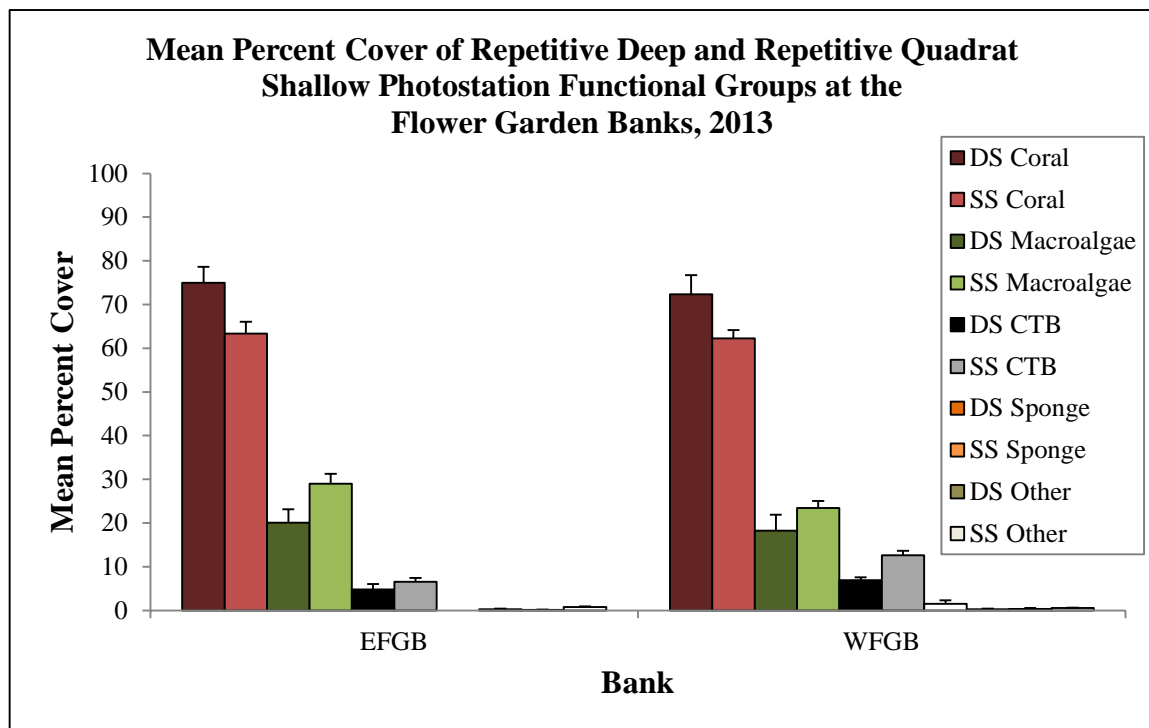 Mean Percent Cover of Repetitive Deep and Repetitive Quadrat
Shallow Photostation Functional Groups at the
Flower Garden Banks, 2013
DS Coral
SS Coral
DS Macroalgae
SS Macroalgae
DS CTB
SS CTB
DS Sponge
SS Sponge
DS Other
SS Other
Mean Percent Cover
100
90
80
70
60
50
40
30
20
10
0
EFGB
WFGB
Bank